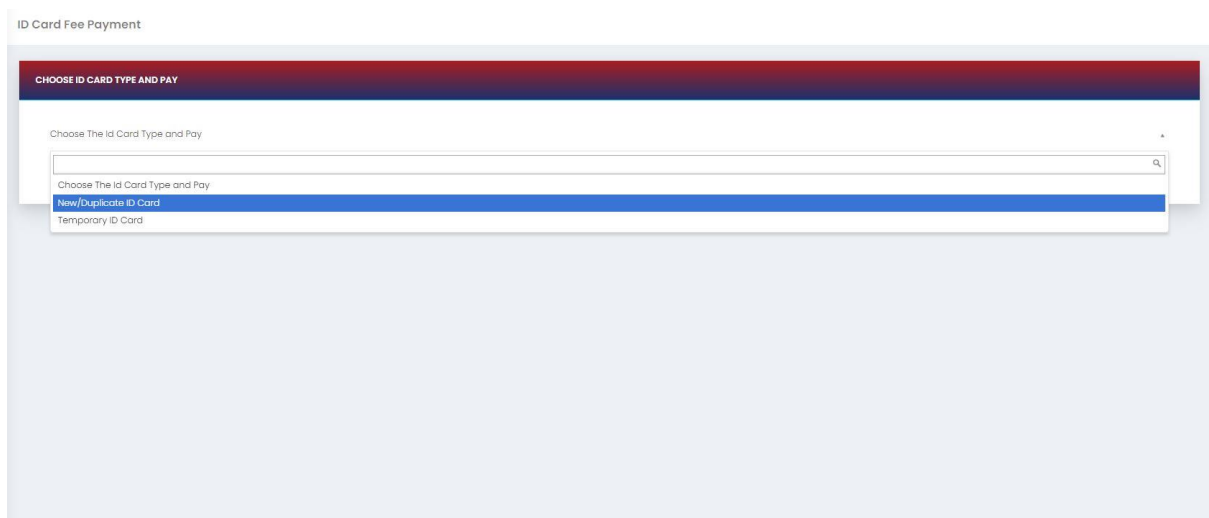 ID Card Fee Payment
CHOOSE ID CARD TYPE AND PAY
Choose The Id Card Type and Pay
Choose The Id Card Type and Pay
New/Duplicate ID Card
Temporary ID Card